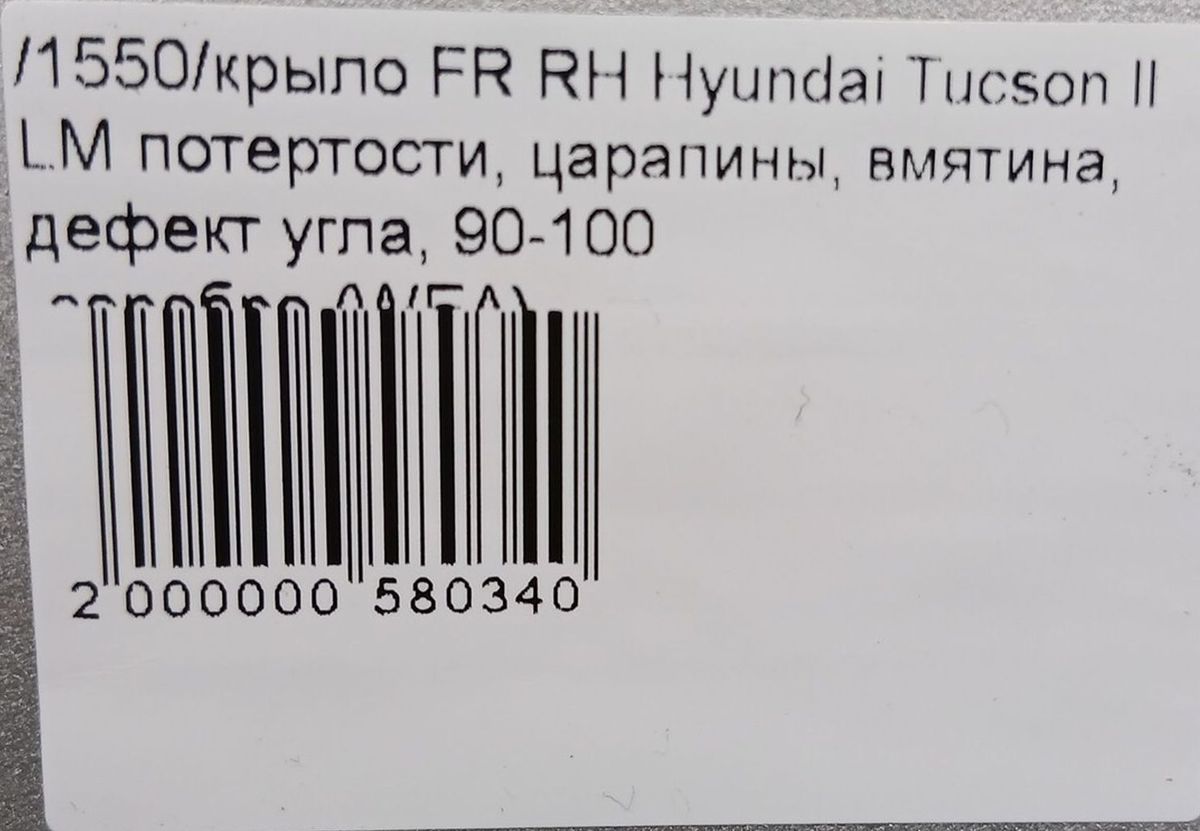 /1550/крыло FR RH Hyundai Tucson II
LM потертости, царапины, вмятина,
дефект угла, 90-100
2 000000 580340